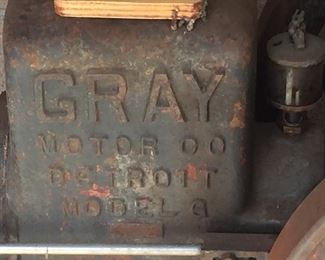 GRAY
MOTOR CO
DETROIT
MODEL G